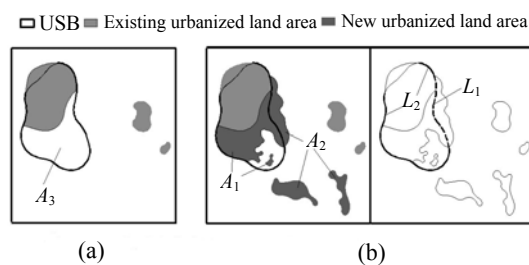 USB Existing urbanized land area New urbanized land area
A3
A1
A2
L2
L1
(a)
(b)